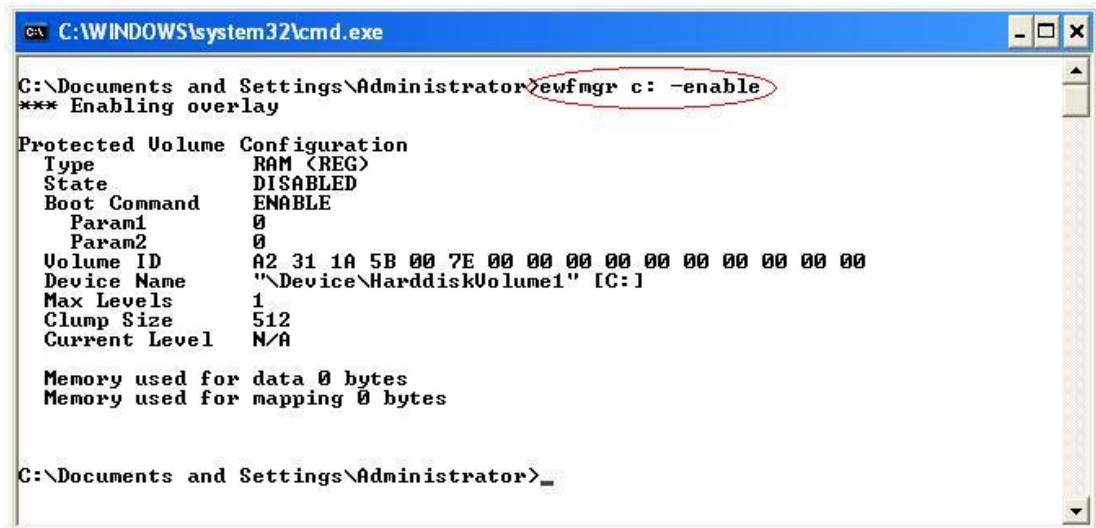 C:\WINDOWS\system32\cmd.exe
C:\Documents and Settings\Administrator>ewfmgr c: -enable
*** Enabling overlay
Protected Volume Configuration
Type RAM (REG)
State DISABLED
Boot Command ENABLE
Param1 0
Param2 0
Volume ID A2 31 1A 5B 00 7E 00 00 00 00 00 00 00 00 00 00
Device Name "\Device\HarddiskVolume1" [C:]
Max Levels 1
Clump Size 512
Current Level N/A
Memory used for data 0 bytes
Memory used for mapping 0 bytes
C:\Documents and Settings\Administrator>_